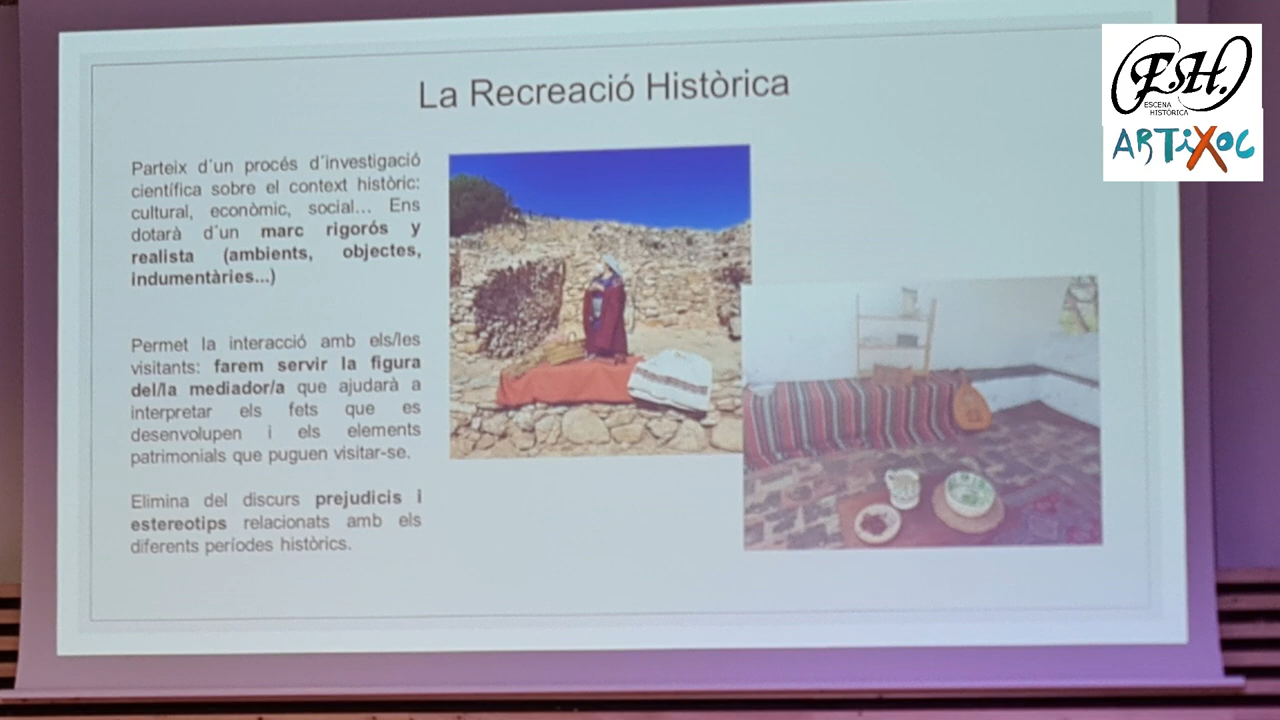 La Recreació Històrica
Parteix d´un procés d´investigació
científica sobre el context històric:
cultural, econòmic, social... Ens
dotarà d´un marc rigorós y
realista (ambients, objectes,
indumentàries...)
Permet la interacció amb els/les
visitants: farem servir la figura
del/la mediador/a que ajudarà a
interpretar els fets que es
desenvolupen i els elements
patrimonials que puguen visitar-se.
Elimina del discurs prejudicis i
estereotips relacionats amb els
diferents períodes històrics.
EsH.
ESCENA
HISTÒRICA
ARTiXOC